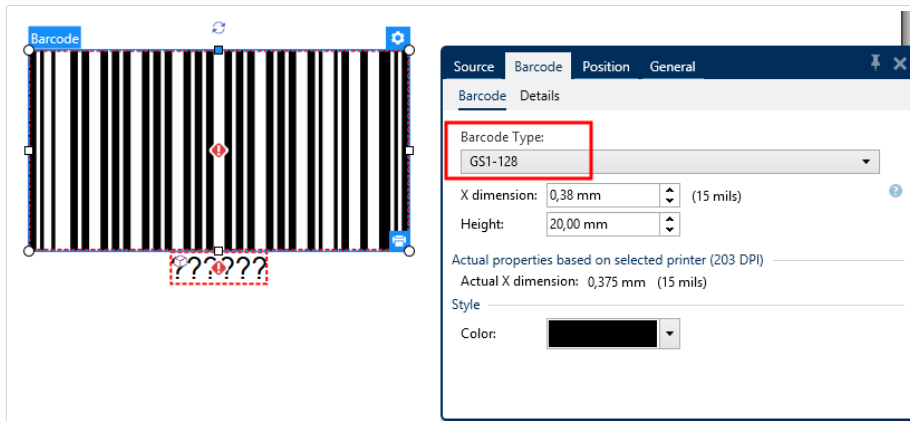 Barcode
??????
Source Barcode Position General
Barcode Details
Barcode Type:
GS1-128
X dimension: 0,38 mm (15 mils)
Height: 20,00 mm
Actual properties based on selected printer (203 DPI)
Actual X dimension: 0,375 mm (15 mils)
Style
Color: